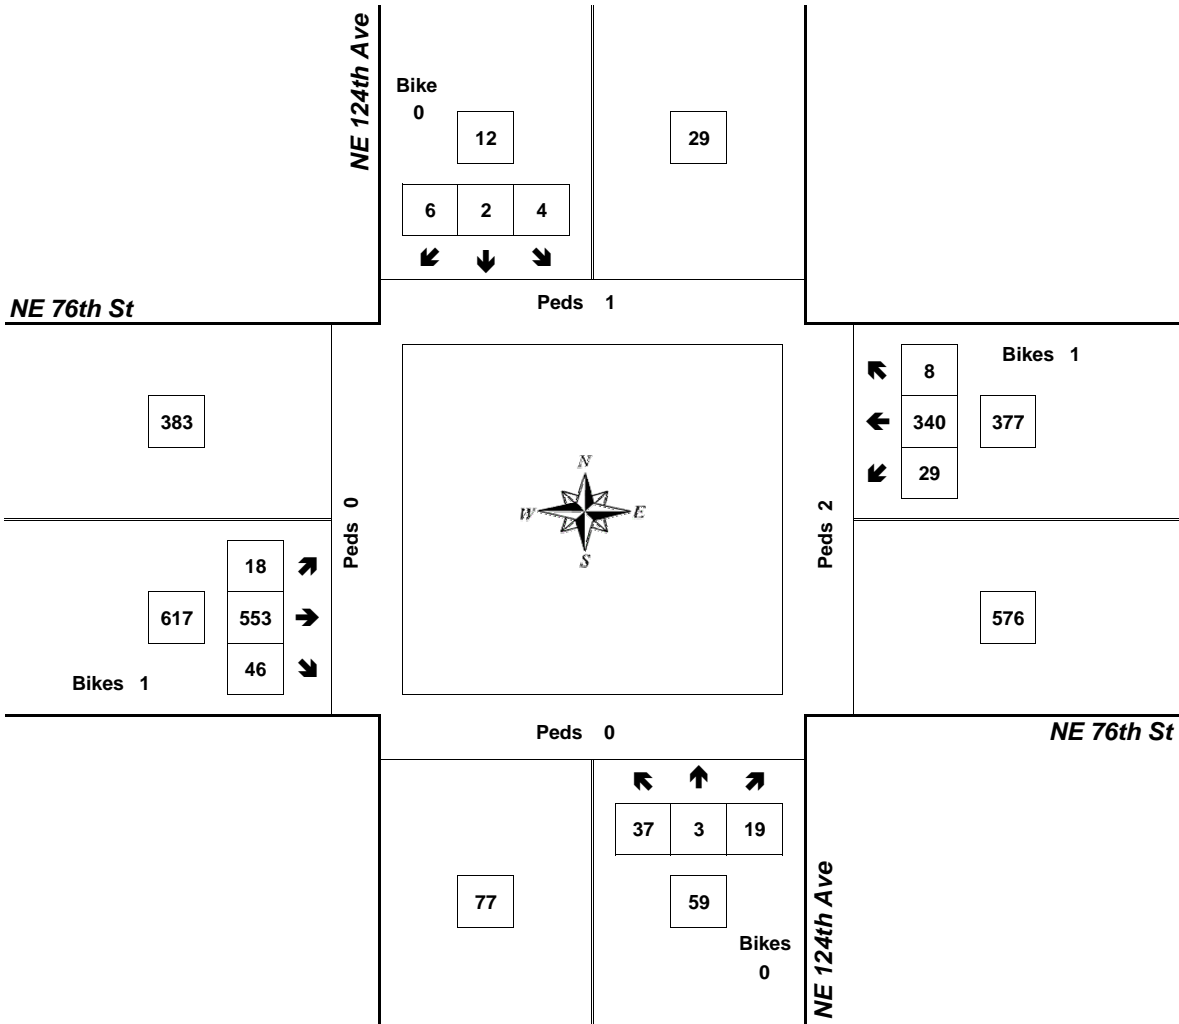 NE 124th Ave
Bike
0
12
29
6 2 4
NE 76th St
Peds 1
8
Bikes 1
383
340
377
29
N
W E
S
Peds 0
Peds 2
18
617
553
576
46
Bikes 1
Peds 0
NE 76th St
37 3 19
77
59
Bikes
0
NE 124th Ave